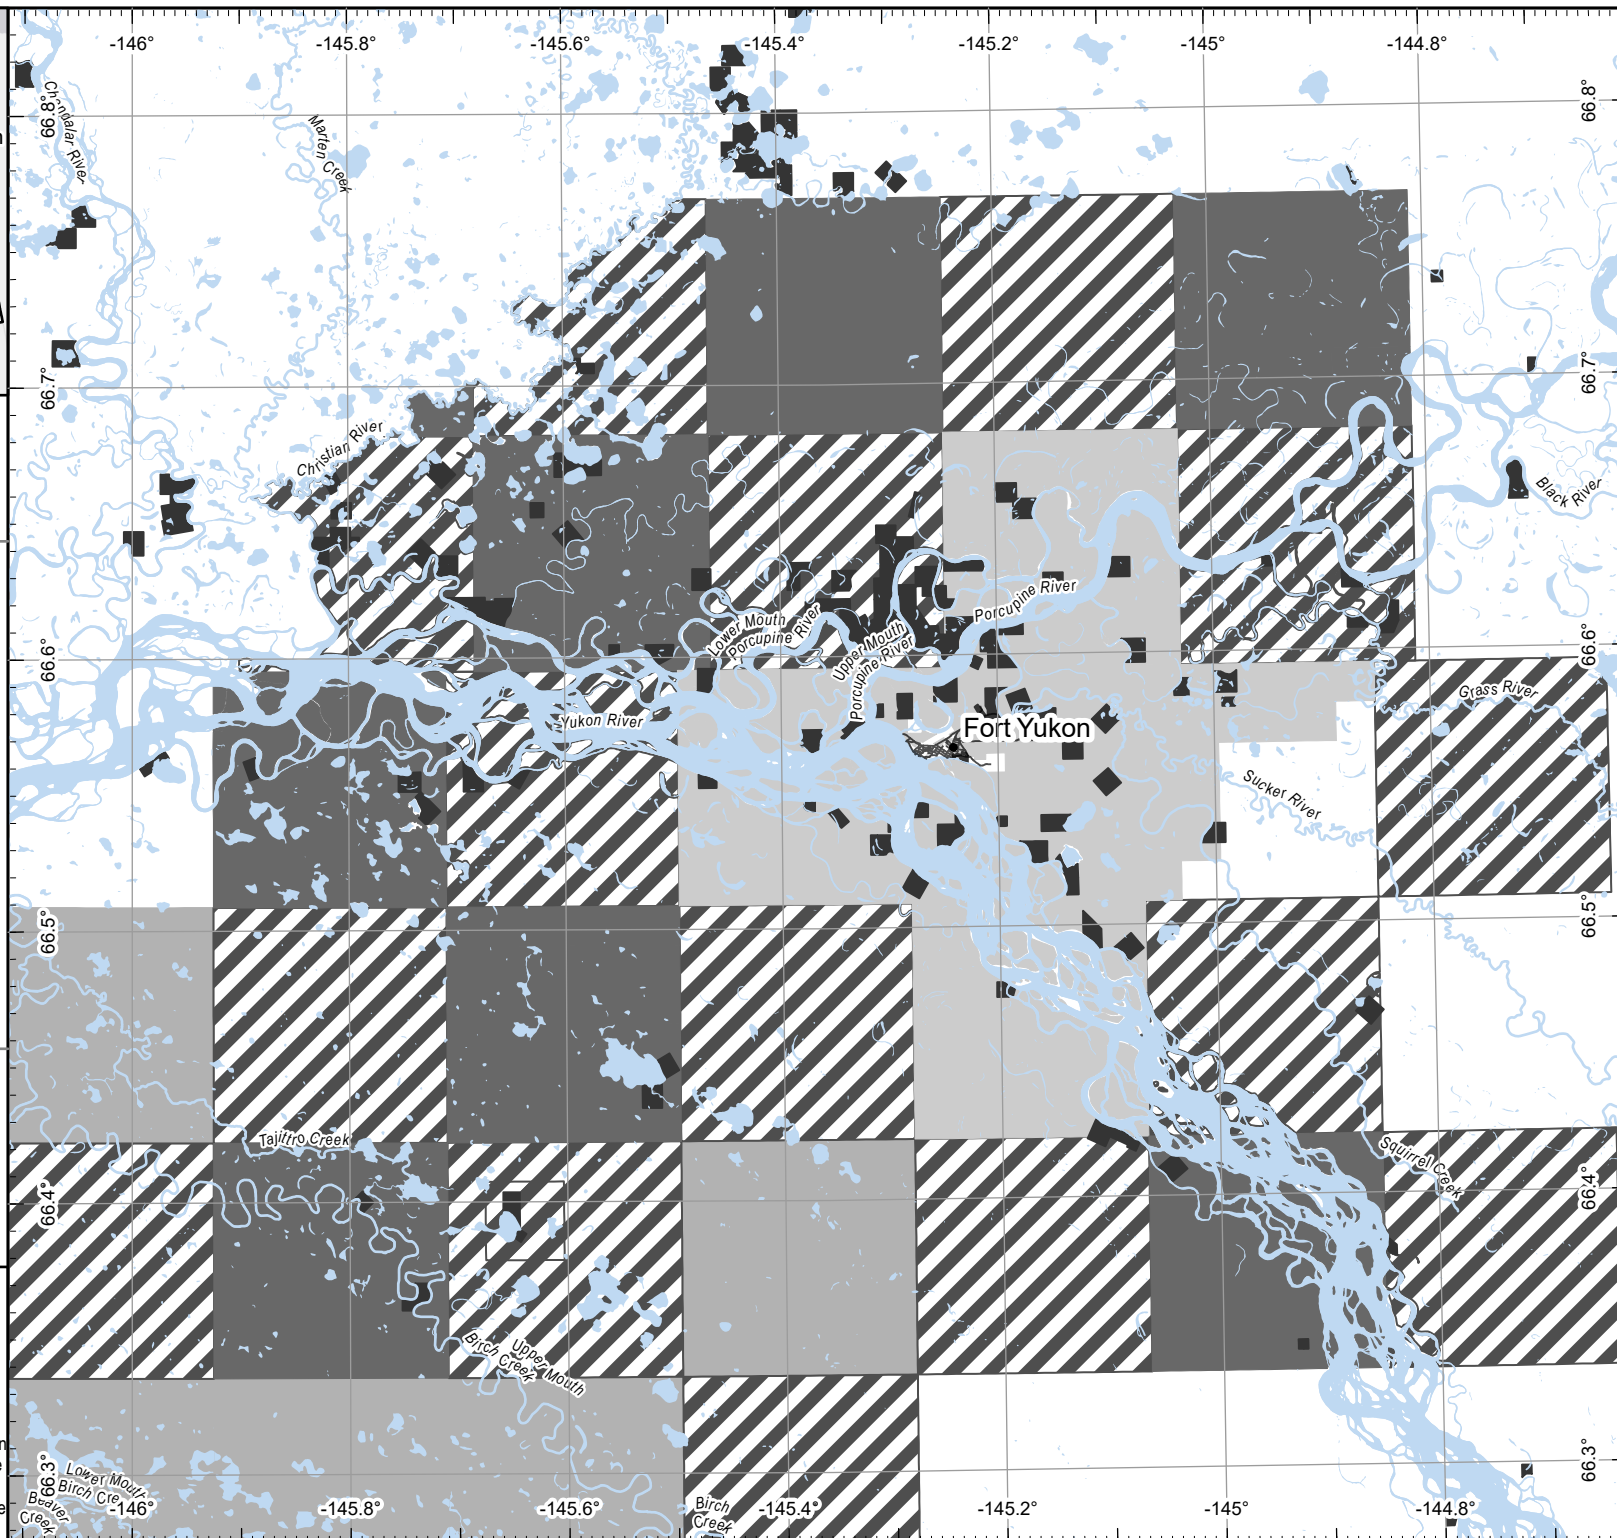 -146°
-145.8°
-145.6°
-145.4°
-145.2°
-145°
-144.8°
66.8°
66.8°
Chandalar River
Marten Creek
66.7°
66.7°
Christian River
Black River
Porcupine River
Lower Mouth
Porcupine River
Upper Mouth
Porcupine River
66.6°
66.6°
Grass River
Yukon River
Fort Yukon
Sucker River
66.5°
66.5°
Tajiffro Creek
Squirrel Creek
66.4°
66.4°
Upper Mouth
Birch Creek
66.3°
66.3°
Lower Mouth
Birch Cre
Beaver
Creek
Birch
Creek
-146°
-145.8°
-145.6°
-145.4°
-145.2°
-145°
-144.8°